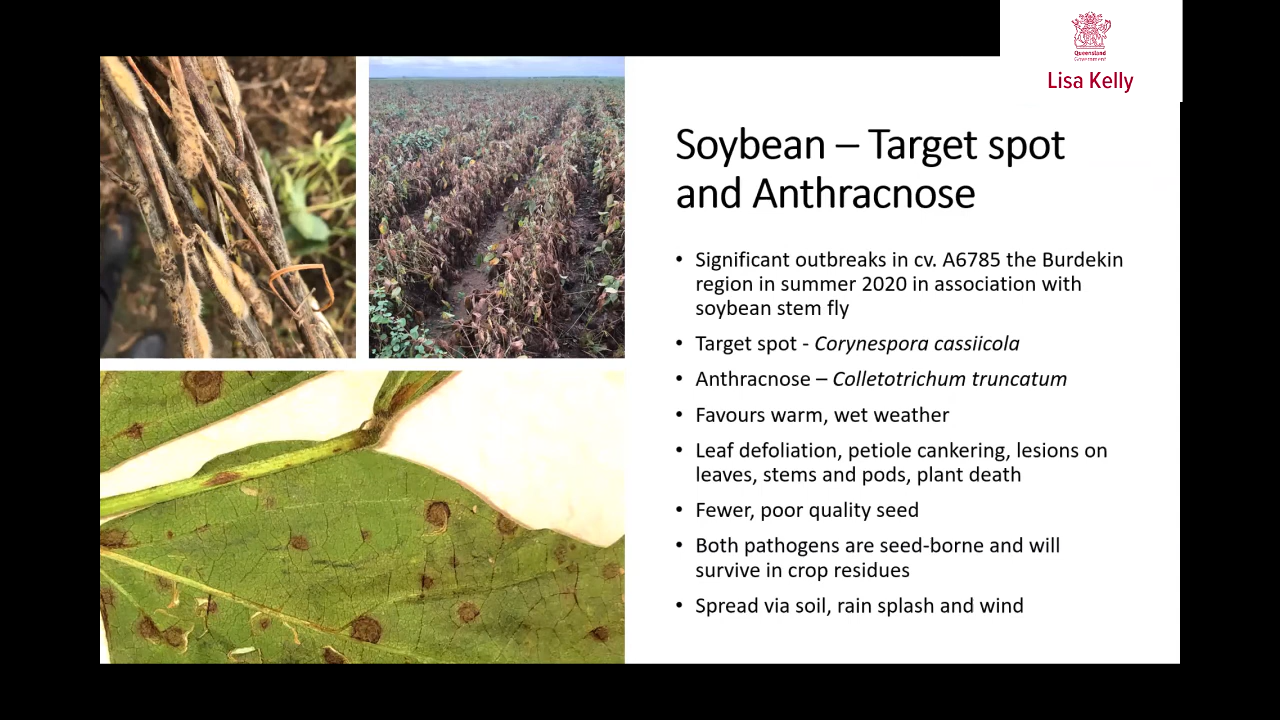 Queensland
Government
Lisa Kelly
Soybean – Target spot
and Anthracnose
• Significant outbreaks in cv. A6785 the Burdekin
region in summer 2020 in association with
soybean stem fly
• Target spot - Corynespora cassiicola
• Anthracnose – Colletotrichum truncatum
• Favours warm, wet weather
• Leaf defoliation, petiole cankering, lesions on
leaves, stems and pods, plant death
• Fewer, poor quality seed
• Both pathogens are seed-borne and will
survive in crop residues
• Spread via soil, rain splash and wind